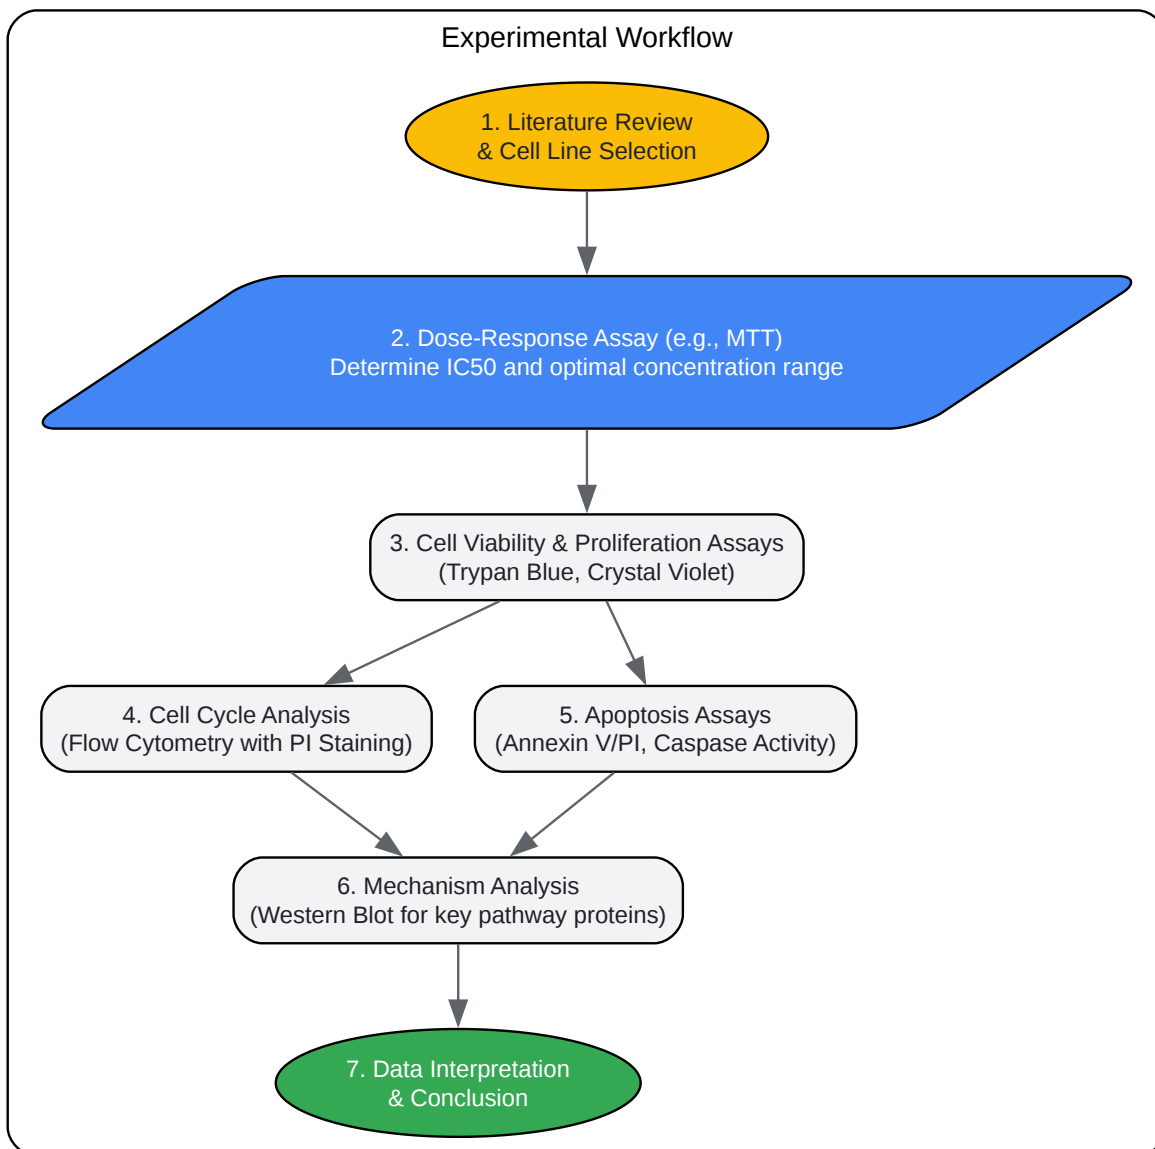 Experimental Workflow
1. Literature Review
& Cell Line Selection
2. Dose-Response Assay (e.g., MTT)
Determine IC50 and optimal concentration range
3. Cell Viability & Proliferation Assays
(Trypan Blue, Crystal Violet)
4. Cell Cycle Analysis
(Flow Cytometry with PI Staining)
5. Apoptosis Assays
(Annexin V/PI, Caspase Activity)
6. Mechanism Analysis
(Western Blot for key pathway proteins)
7. Data Interpretation
& Conclusion